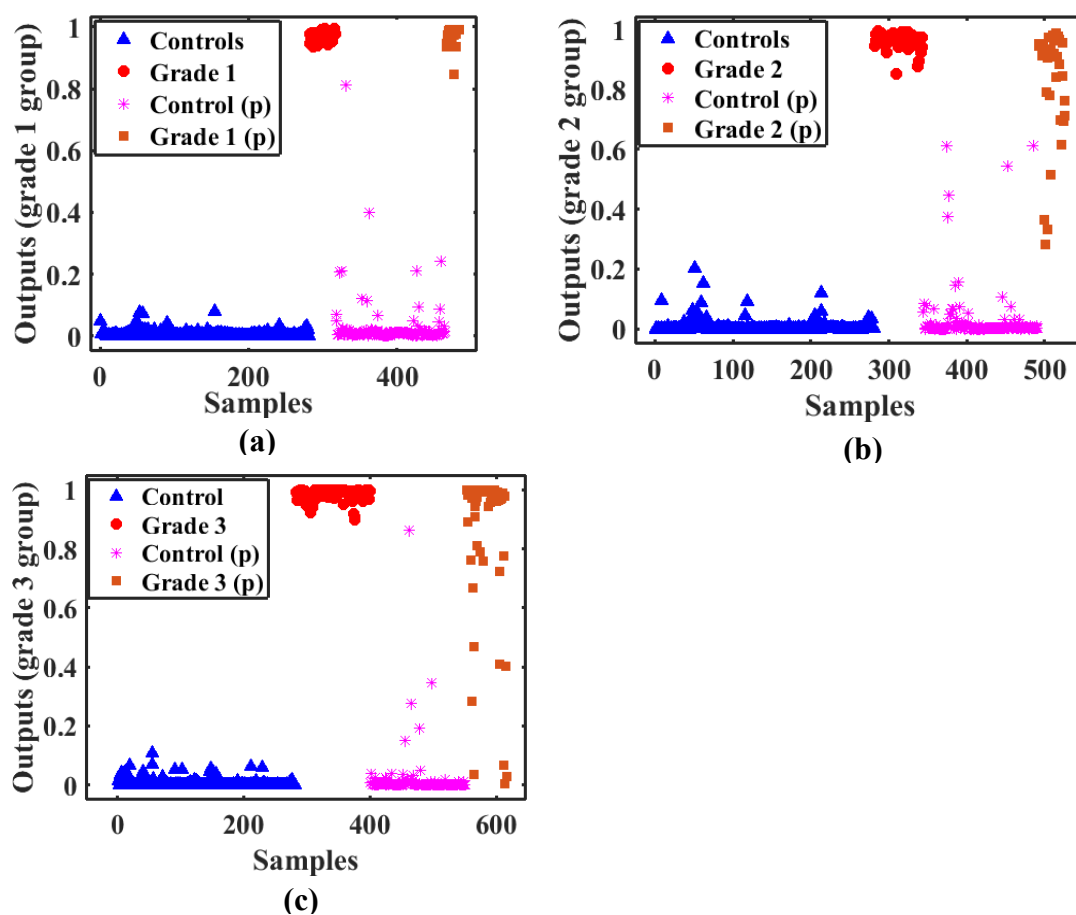 Outputs (grade 1 group)
1
0.8
0.6
0.4
0.2
0
Controls
Grade 1
Control (p)
Grade 1 (p)
0 200 400
Samples
(a)
Outputs (grade 2 group)
1
0.8
0.6
0.4
0.2
0
Controls
Grade 2
Control (p)
Grade 2 (p)
0 100 200 300 400 500
Samples
(b)
Outputs (grade 3 group)
1
0.8
0.6
0.4
0.2
0
Control
Grade 3
Control (p)
Grade 3 (p)
0 200 400 600
Samples
(c)